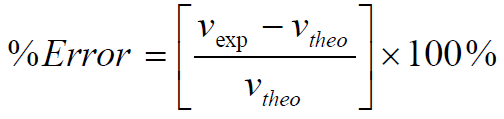 %Error = [ (v_exp − v_theo) / v_theo ] × 100%